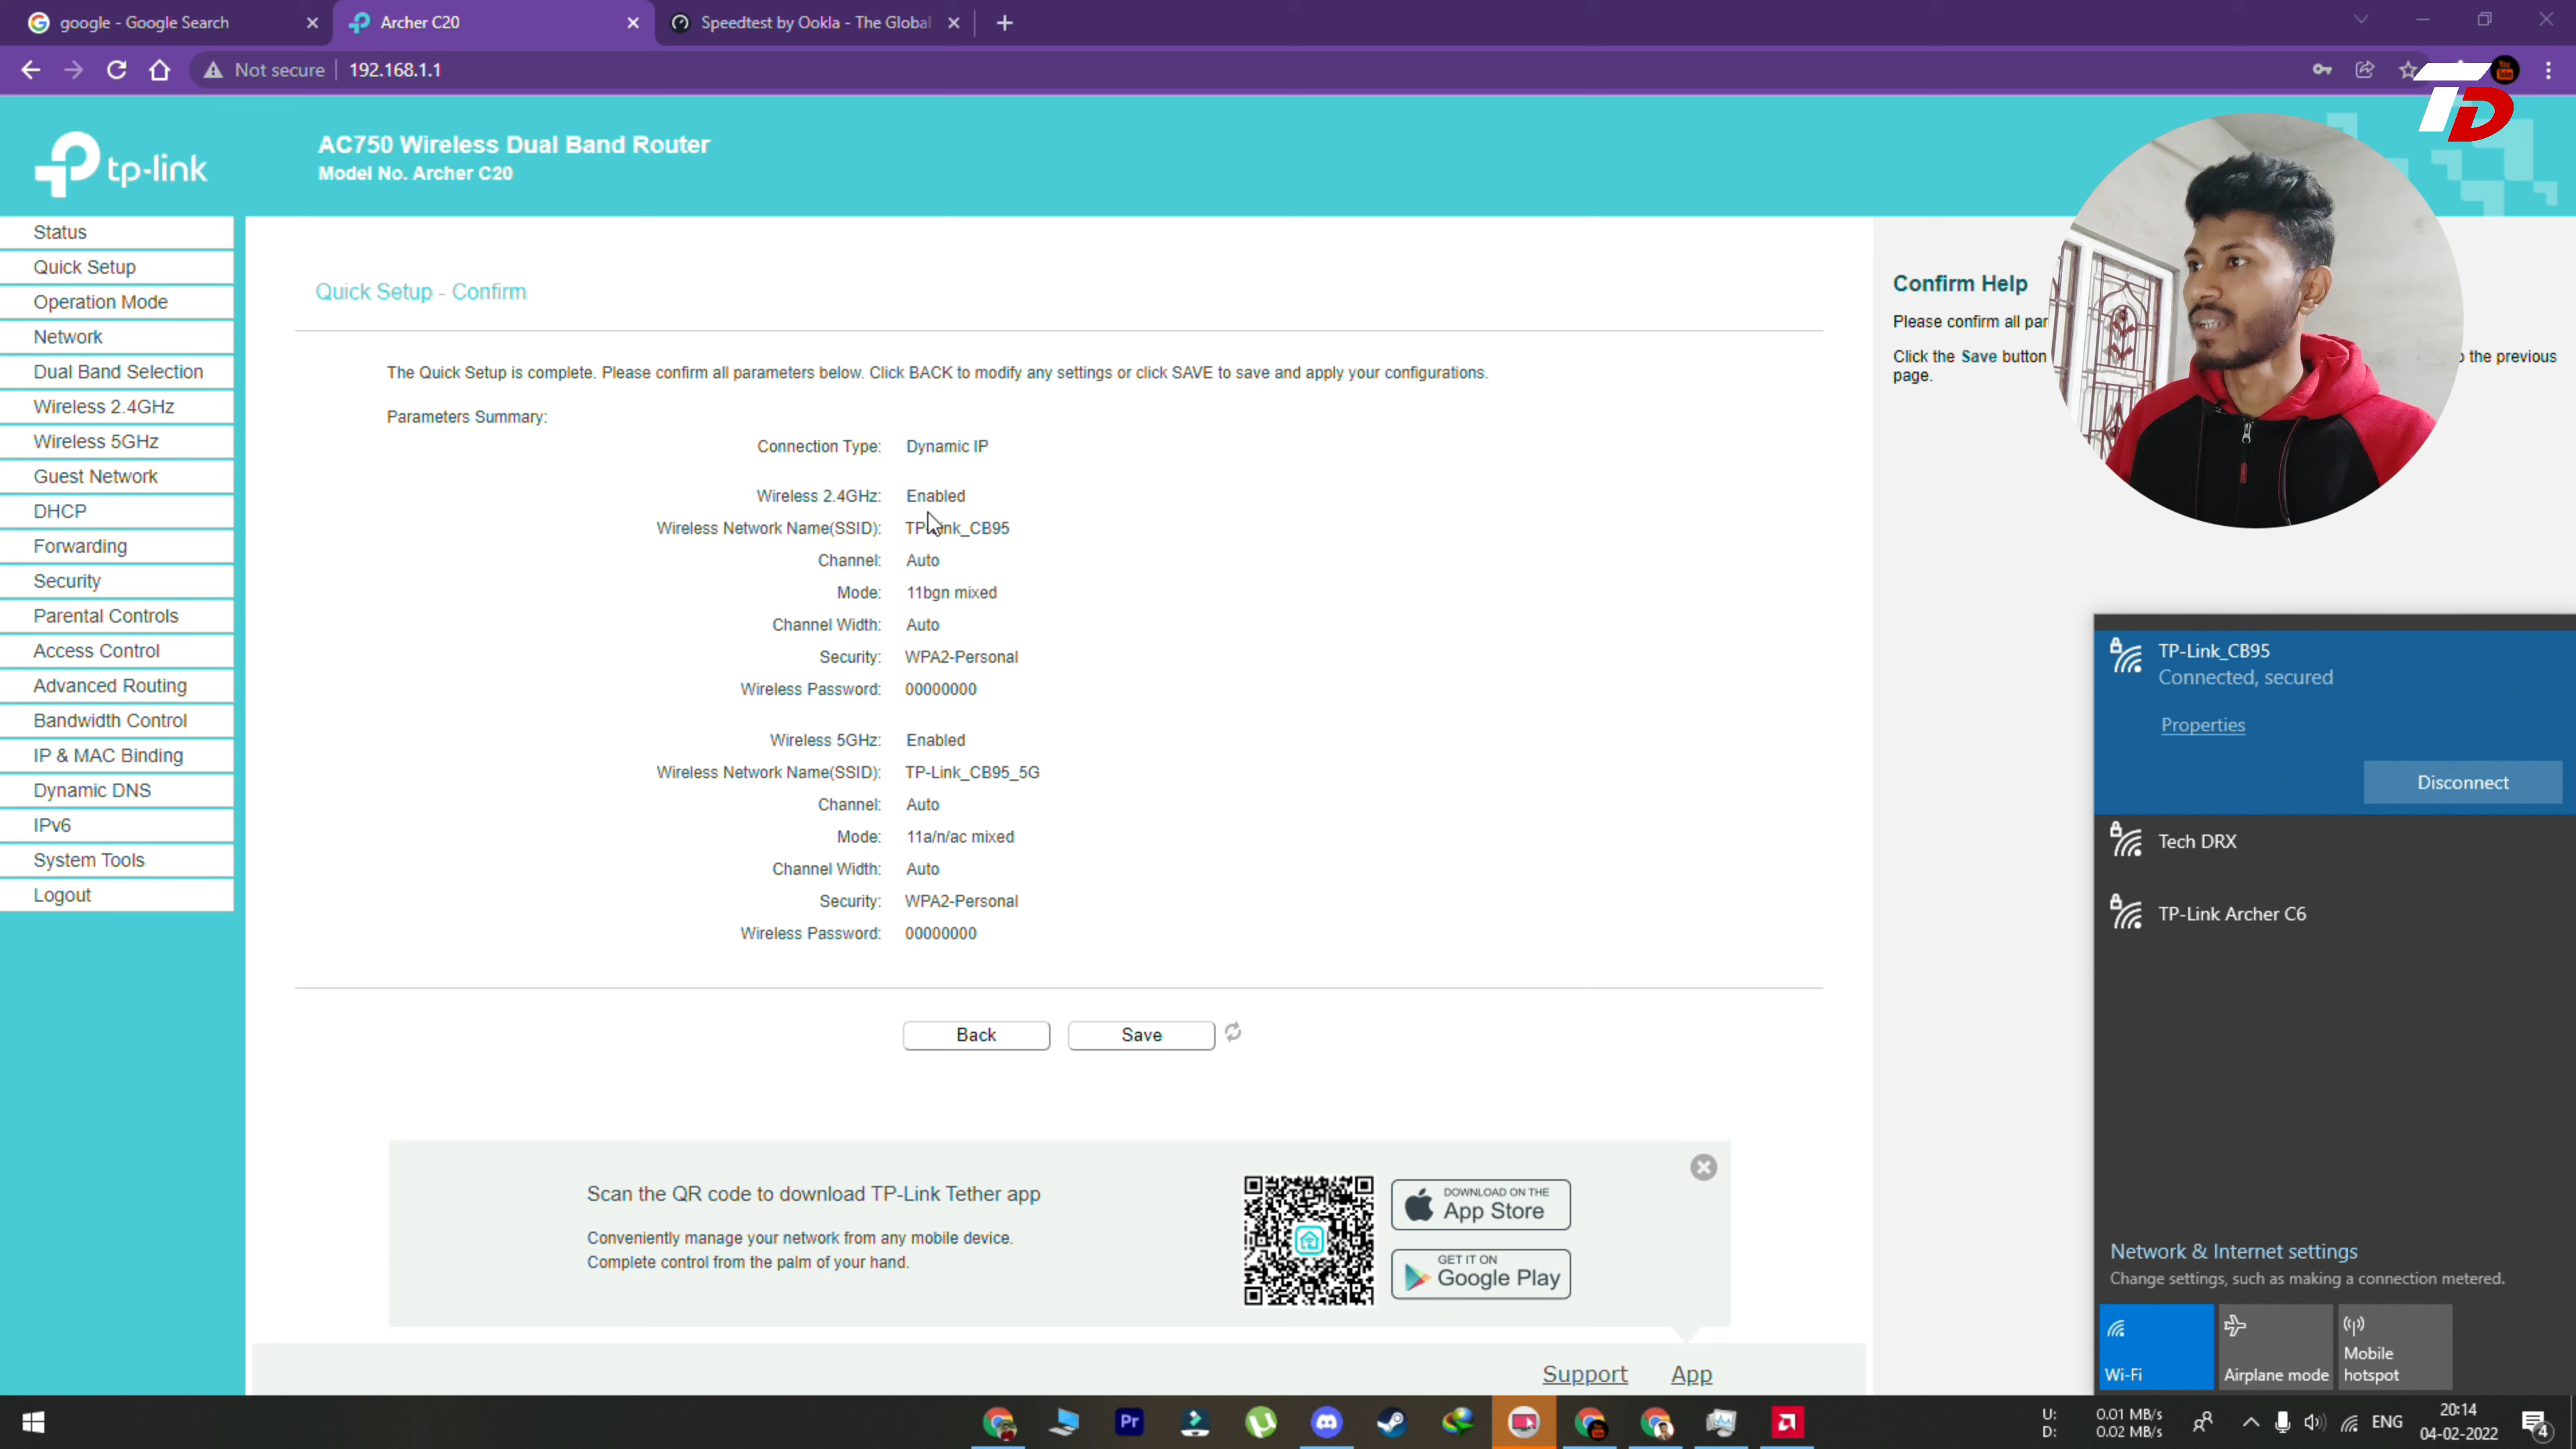 google - Google Search
Archer C20
Speedtest by Ookla - The Global
Not secure
192.168.1.1
TD
tp-link
AC750 Wireless Dual Band Router
Model No. Archer C20
Status
Quick Setup
Operation Mode
Network
Dual Band Selection
Wireless 2.4GHz
Wireless 5GHz
Guest Network
DHCP
Forwarding
Security
Parental Controls
Access Control
Advanced Routing
Bandwidth Control
IP & MAC Binding
Dynamic DNS
IPv6
System Tools
Logout
Quick Setup - Confirm
The Quick Setup is complete. Please confirm all parameters below. Click BACK to modify any settings or click SAVE to save and apply your configurations.
Parameters Summary:
Connection Type: Dynamic IP
Wireless 2.4GHz: Enabled
Wireless Network Name(SSID): TP-Link_CB95
Channel: Auto
Mode: 11bgn mixed
Channel Width: Auto
Security: WPA2-Personal
Wireless Password: 00000000
Wireless 5GHz: Enabled
Wireless Network Name(SSID): TP-Link_CB95_5G
Channel: Auto
Mode: 11a/n/ac mixed
Channel Width: Auto
Security: WPA2-Personal
Wireless Password: 00000000
Back
Save
Scan the QR code to download TP-Link Tether app
Conveniently manage your network from any mobile device.
Complete control from the palm of your hand.
DOWNLOAD ON THE
App Store
GET IT ON
Google Play
Support
App
Confirm Help
Please confirm all
Click the Save button the previous
page.
TP-Link_CB95
Connected, secured
Properties
Disconnect
Tech DRX
TP-Link Archer C6
Network & Internet settings
Change settings, such as making a connection metered.
Wi-Fi
Airplane mode
Mobile
hotspot
Pr
U: 0.01 MB/s
D: 0.02 MB/s
ENG
20:14
04-02-2022
4